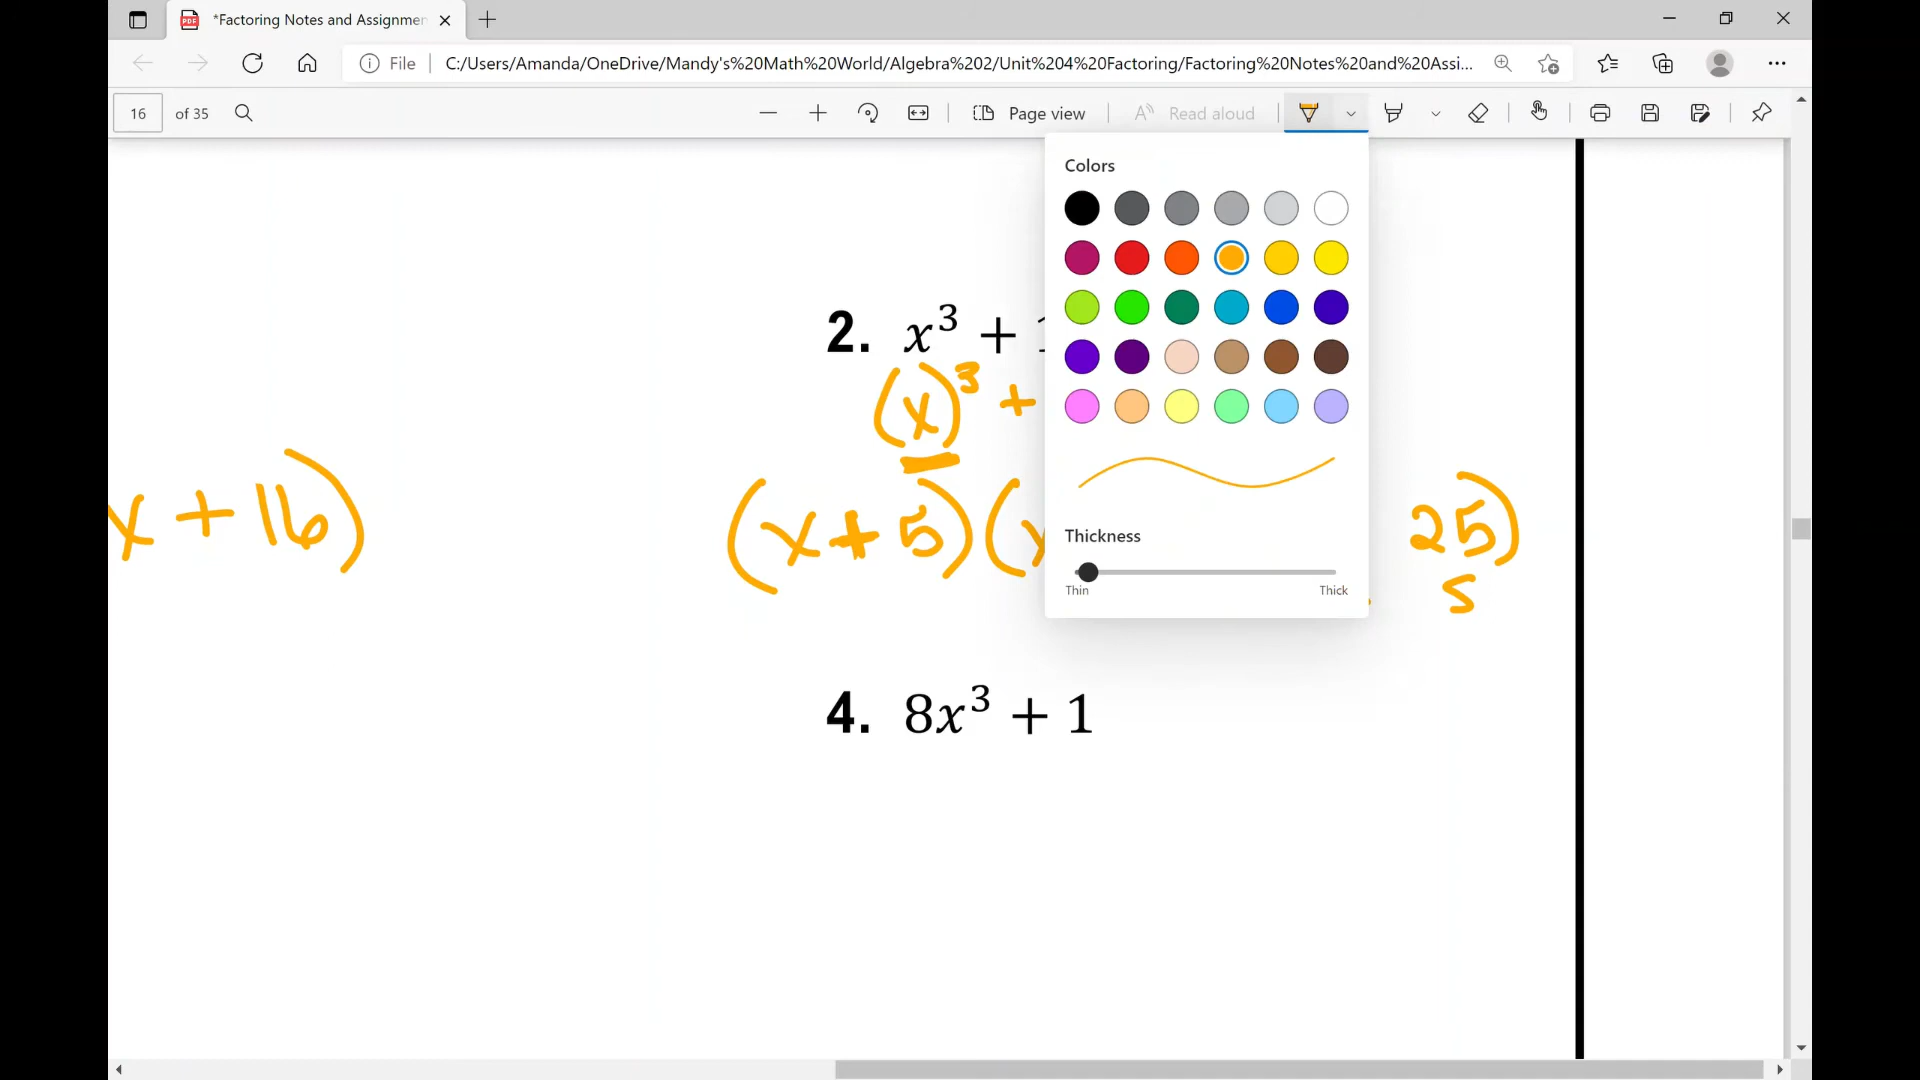 *Factoring Notes and Assignmen
File C:/Users/Amanda/OneDrive/Mandy's%20Math%20World/Algebra%202/Unit%204%20Factoring/Factoring%20Notes%20and%20Assi...
16 of 35 Page view Read aloud
Colors
2. x³ +
(x)³ +
x + 16)
(x + 5)(x 25)
5
Thickness
Thin Thick
4. 8x³ + 1